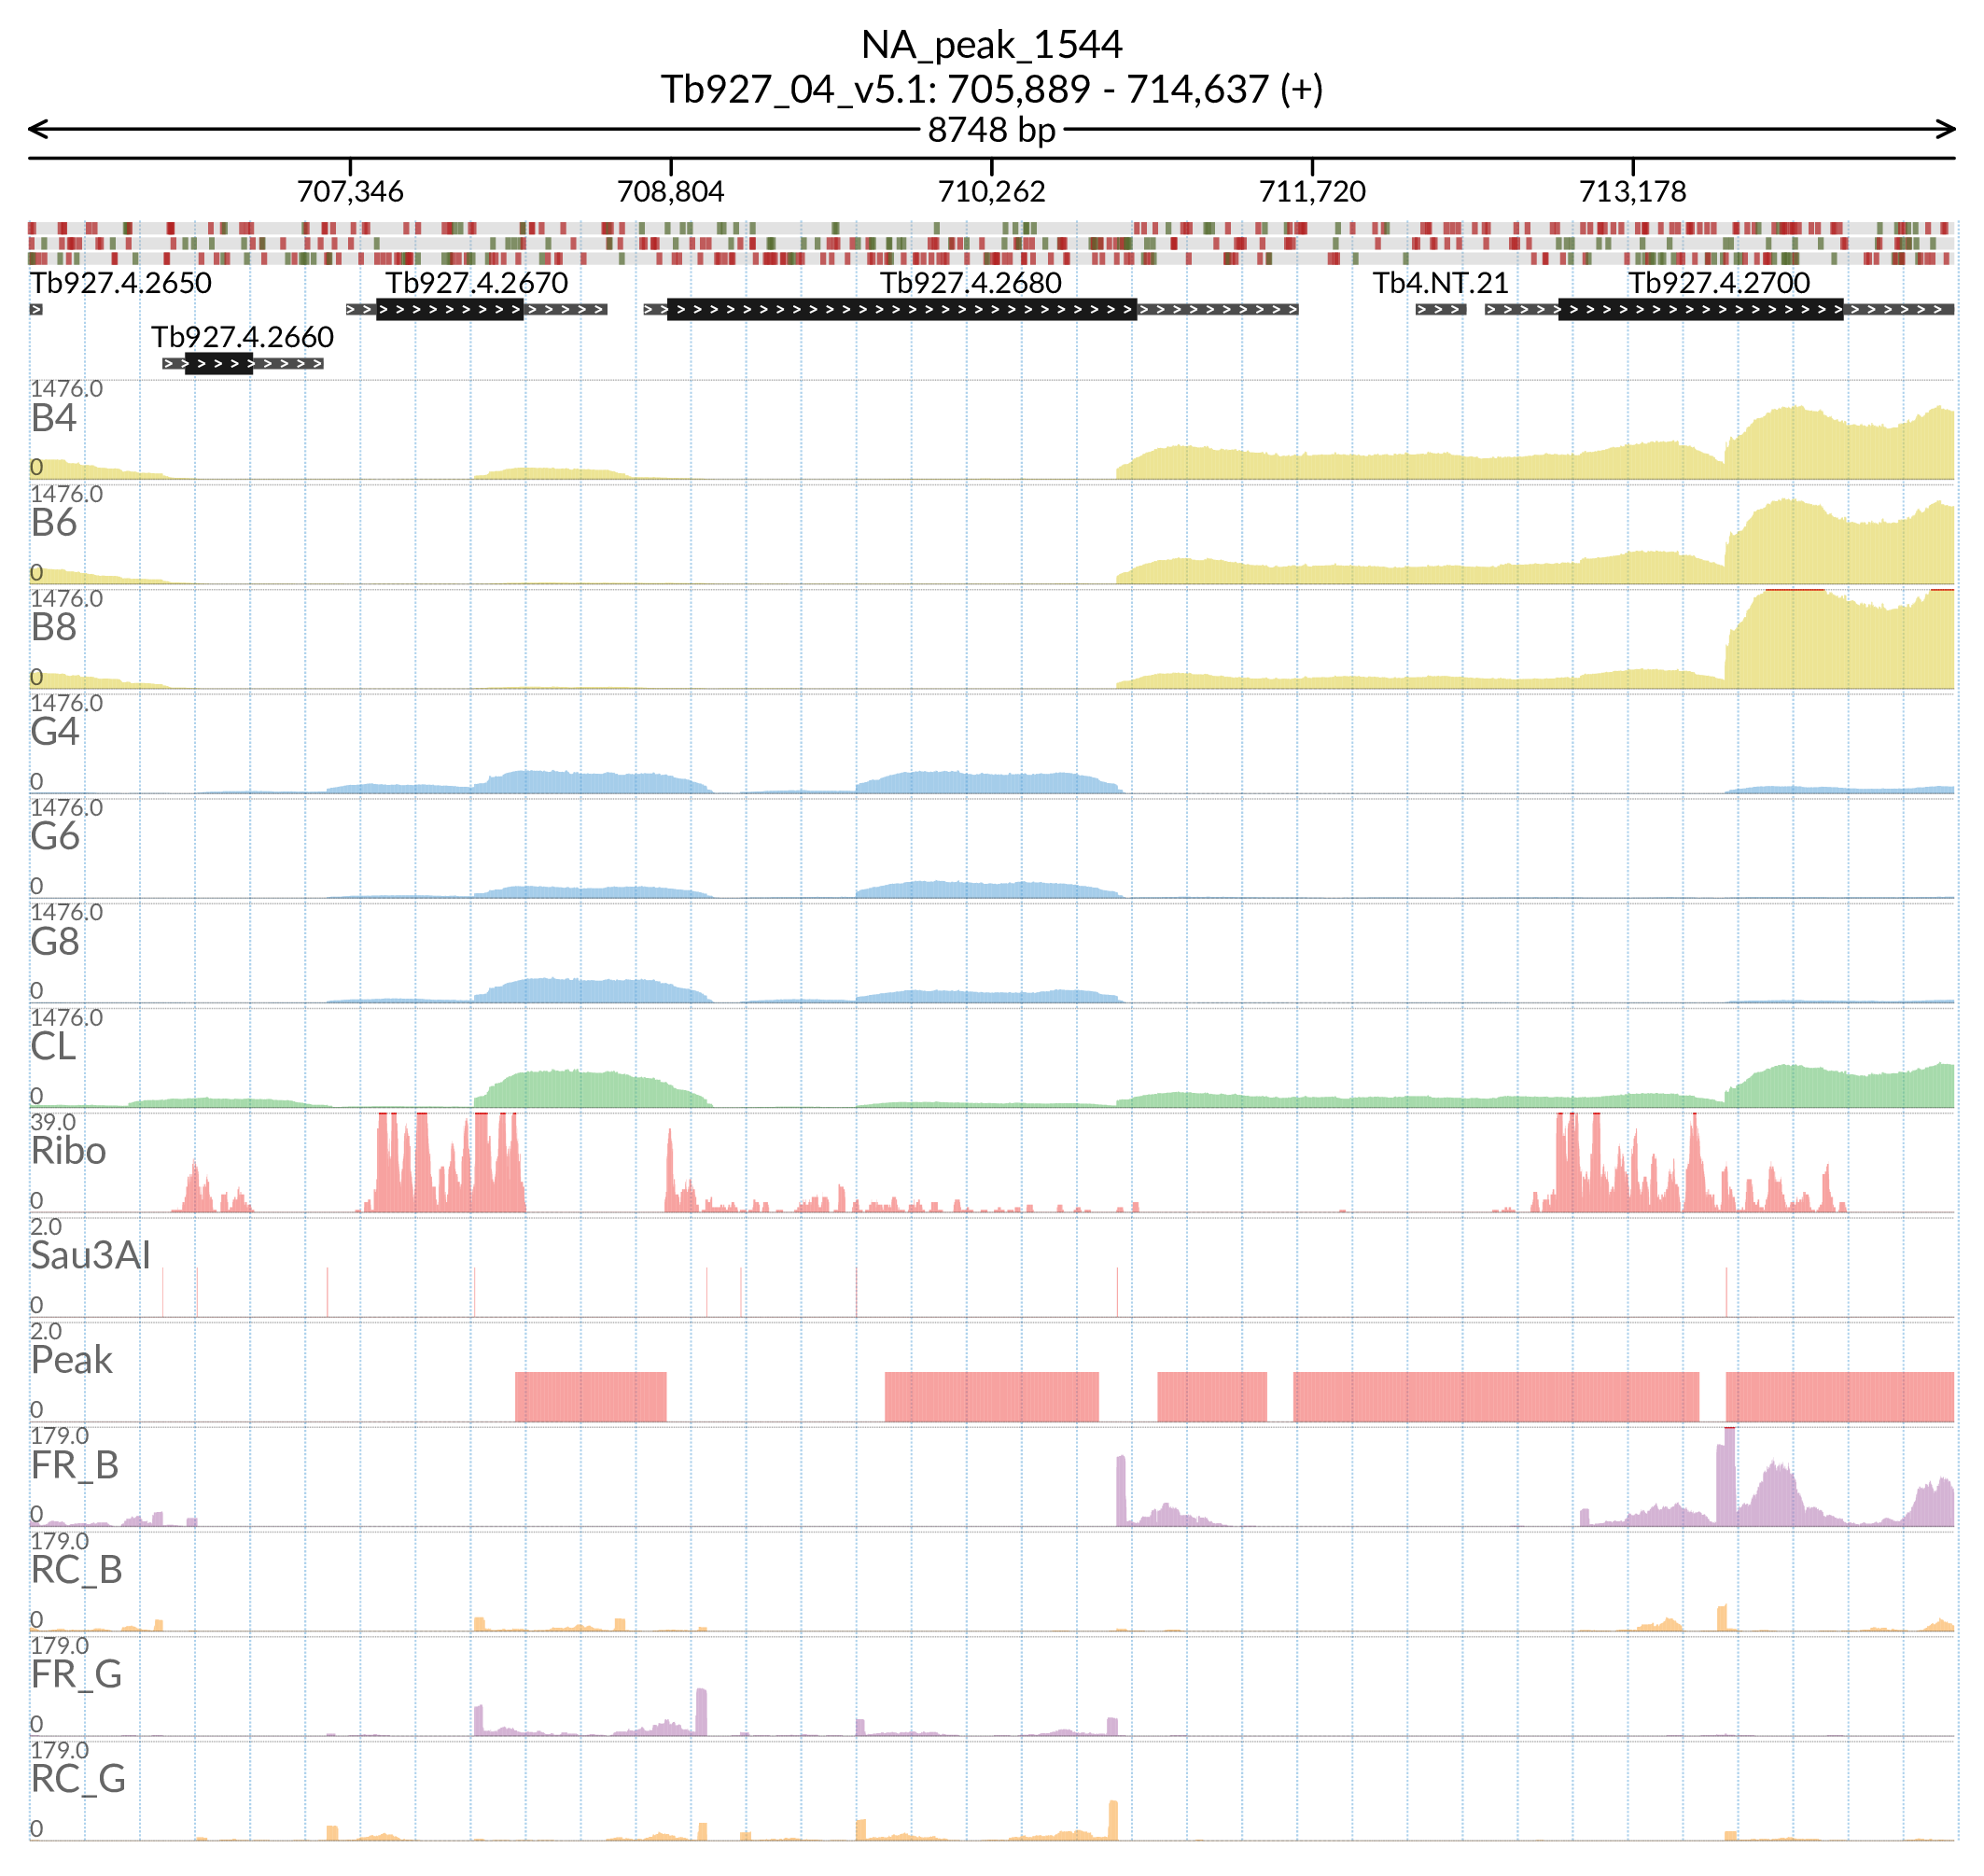 NA_peak_1544
Tb927_04_v5.1: 705,889 - 714,637 (+)
8748 bp
707,346 708,804 710,262 711,720 713,178
Tb927.4.2650 Tb927.4.2670 Tb927.4.2680 Tb4.NT.21 Tb927.4.2700
Tb927.4.2660
1476.0
B4
0
1476.0
B6
0
1476.0
B8
0
1476.0
G4
0
1476.0
G6
0
1476.0
G8
0
1476.0
CL
0
39.0
Ribo
0
2.0
Sau3AI
0
2.0
Peak
0
179.0
FR_B
0
179.0
RC_B
0
179.0
FR_G
0
179.0
RC_G
0